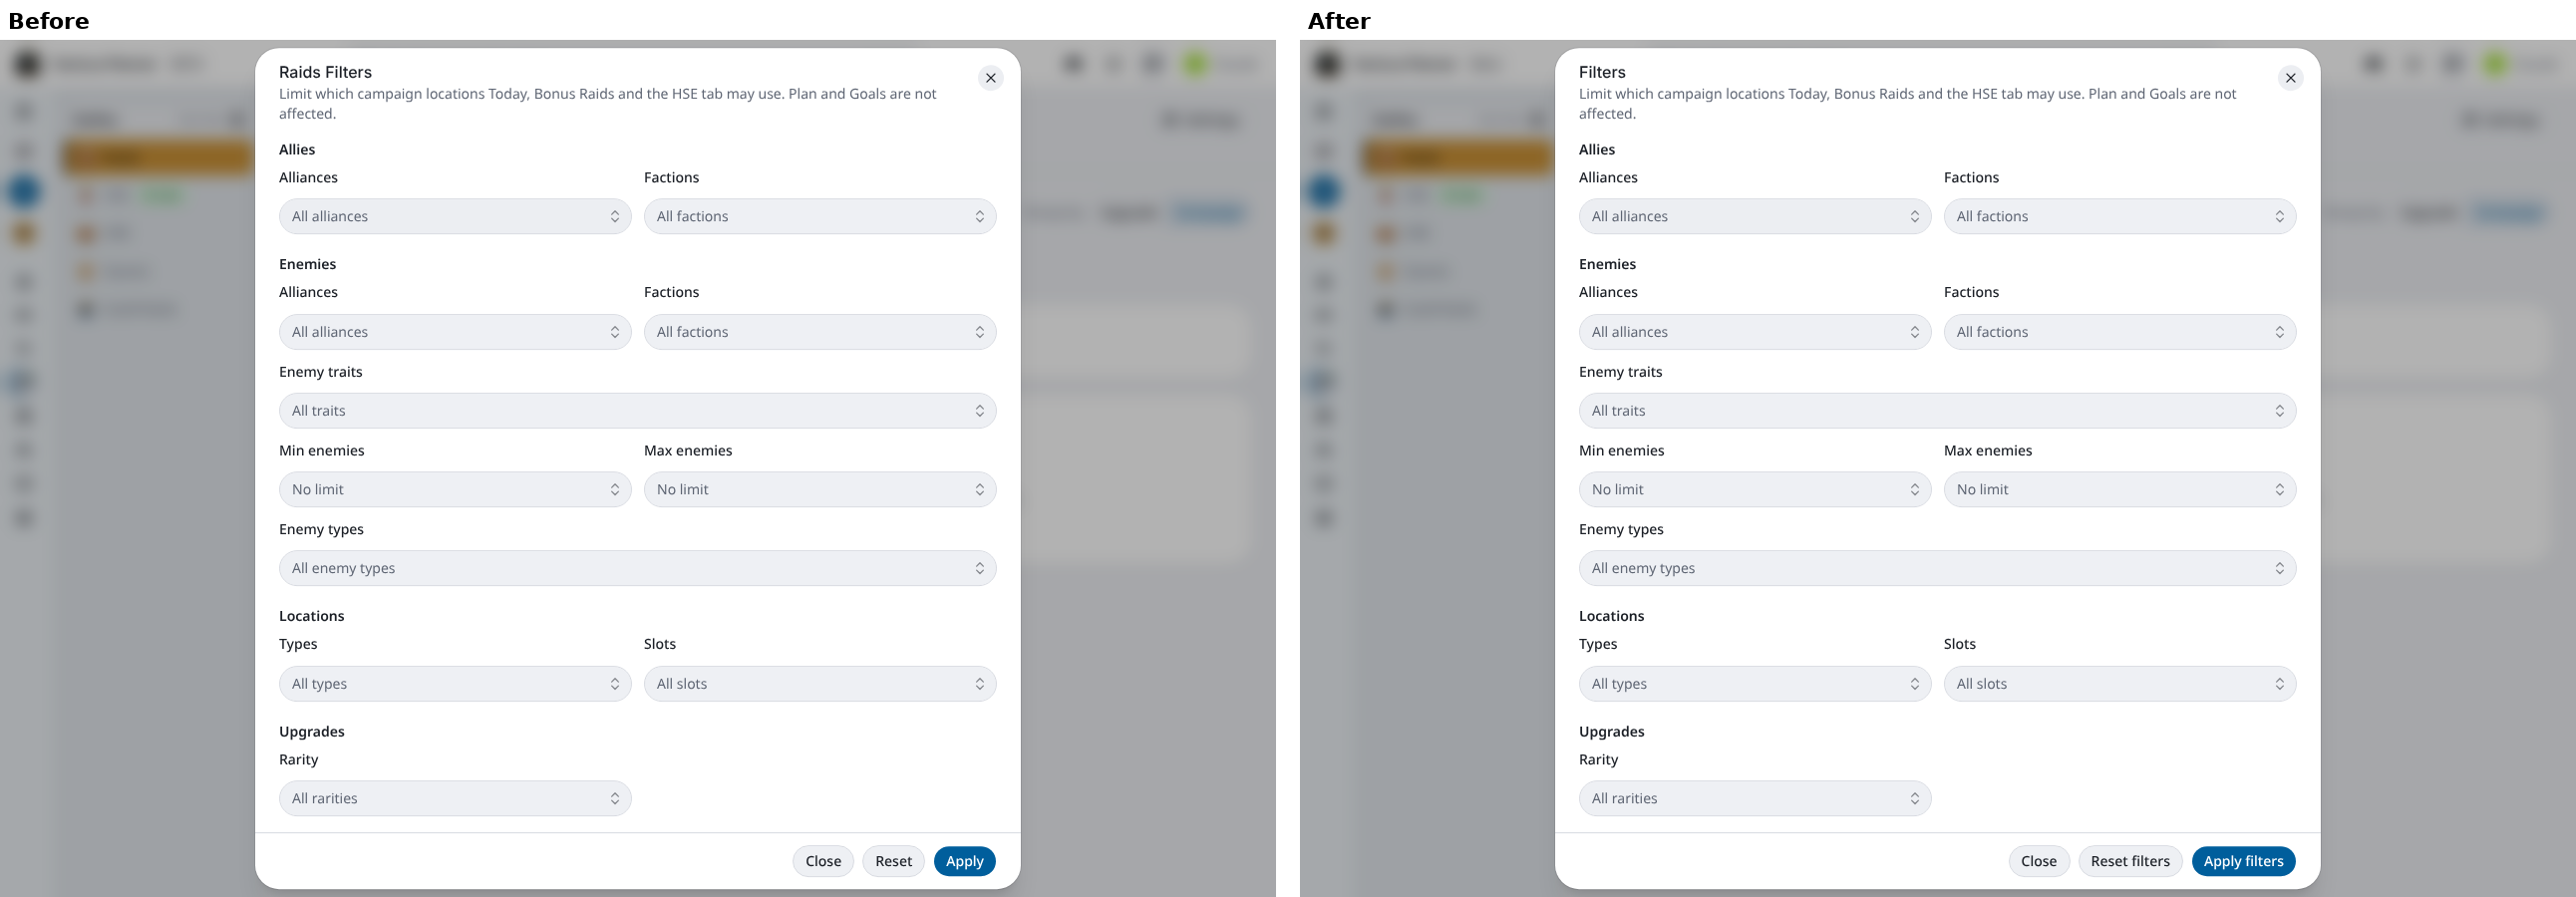 Before
Raids Filters
Limit which campaign locations Today, Bonus Raids and the HSE tab may use. Plan and Goals are not
affected.
Allies
Alliances Factions
All alliances All factions
Enemies
Alliances Factions
All alliances All factions
Enemy traits
All traits
Min enemies Max enemies
No limit No limit
Enemy types
All enemy types
Locations
Types Slots
All types All slots
Upgrades
Rarity
All rarities
Close Reset Apply
After
Filters
Limit which campaign locations Today, Bonus Raids and the HSE tab may use. Plan and Goals are not
affected.
Allies
Alliances Factions
All alliances All factions
Enemies
Alliances Factions
All alliances All factions
Enemy traits
All traits
Min enemies Max enemies
No limit No limit
Enemy types
All enemy types
Locations
Types Slots
All types All slots
Upgrades
Rarity
All rarities
Close Reset filters Apply filters